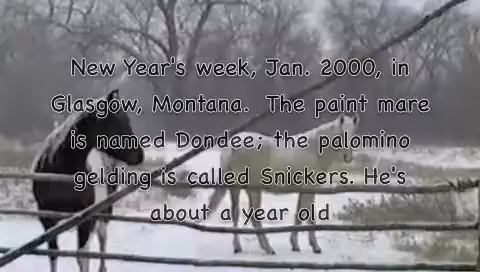 New Year's week, Jan. 2000, in
Glasgow, Montana.  The paint mare
is named Dondee; the palomino
gelding is called Snickers. He's
about a year old